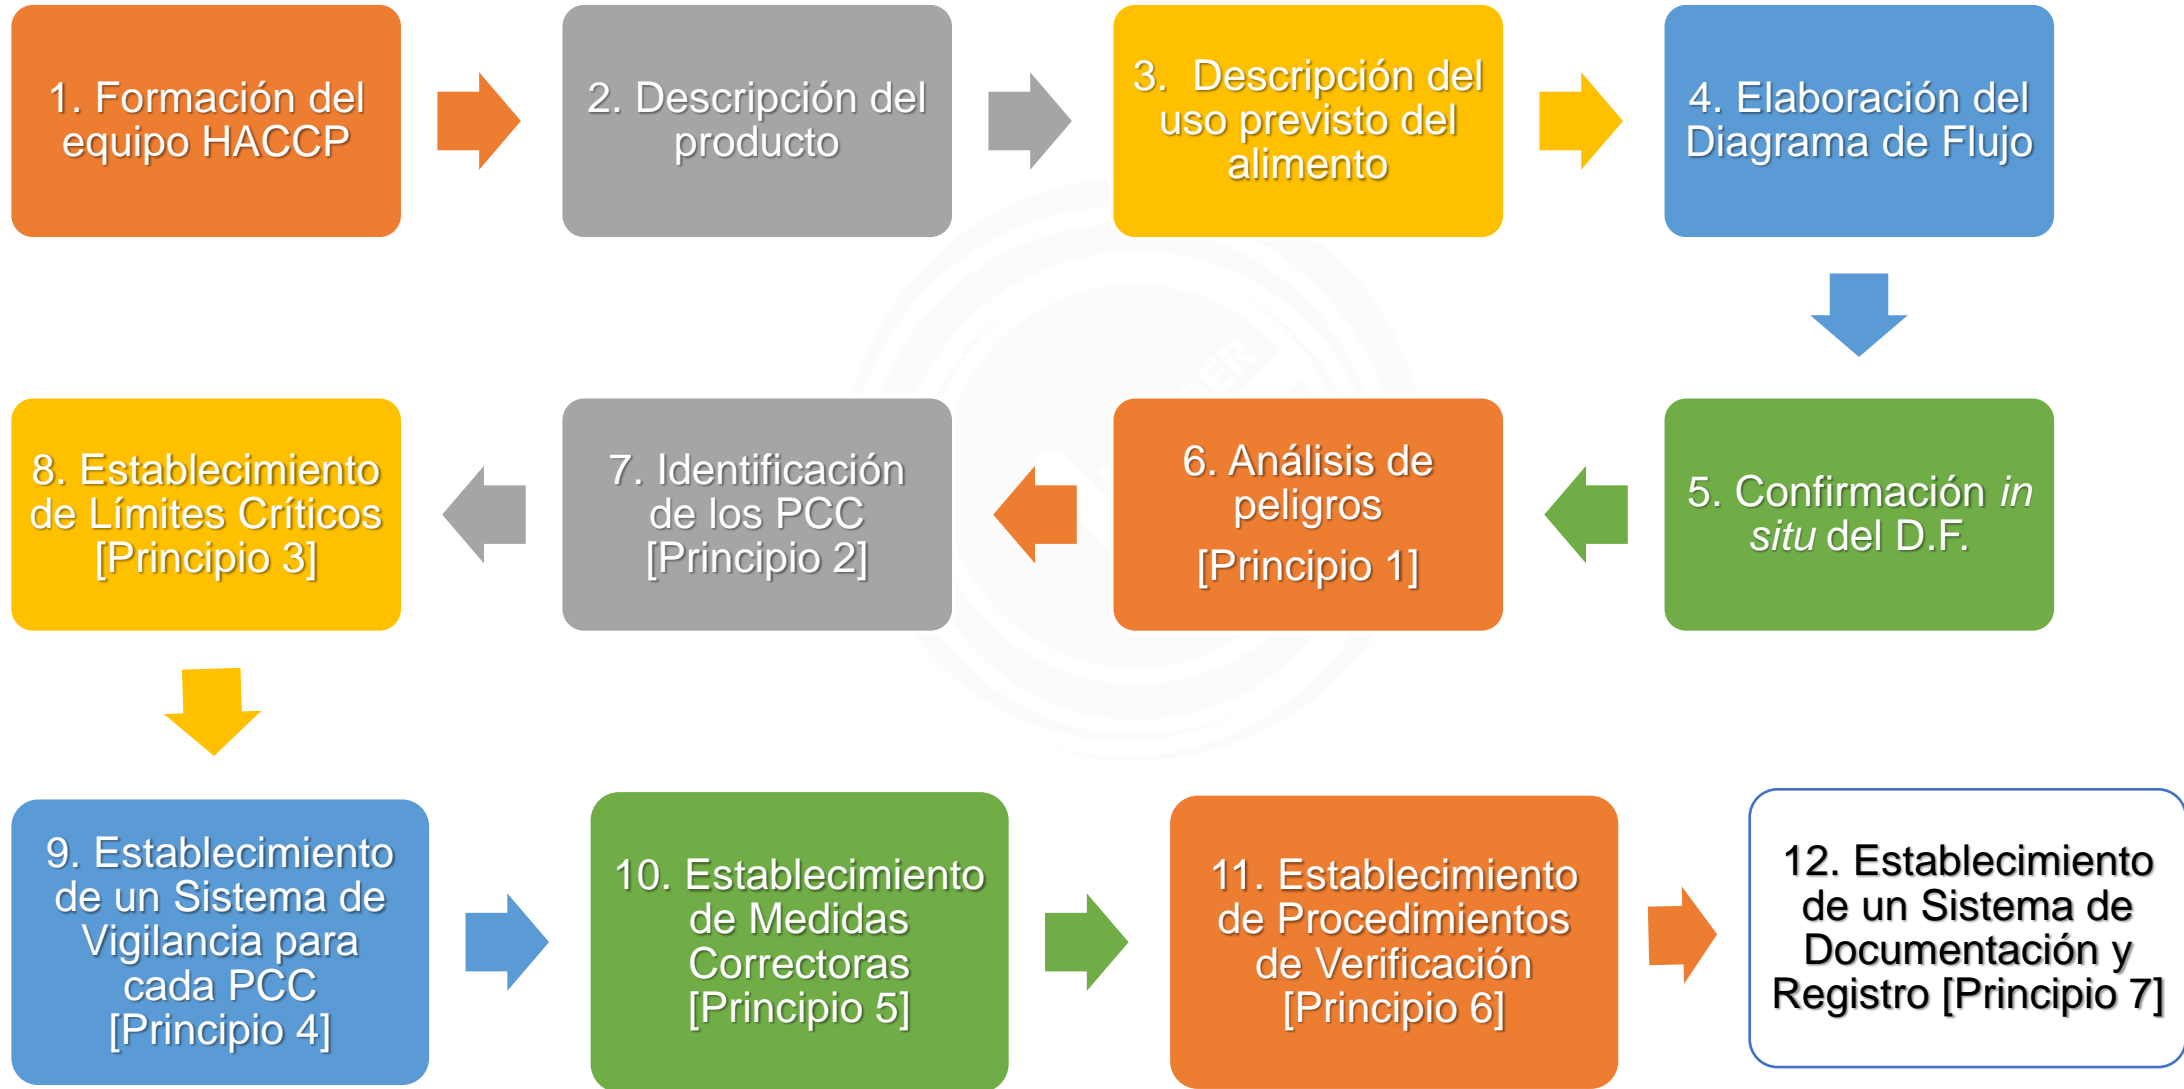 1. Formación del
equipo HACCP
2. Descripción del
producto
3. Descripción del
uso previsto del
alimento
4. Elaboración del
Diagrama de Flujo
5. Confirmación in
situ del D.F.
6. Análisis de
peligros
[Principio 1]
7. Identificación
de los PCC
[Principio 2]
8. Establecimiento
de Límites Críticos
[Principio 3]
9. Establecimiento
de un Sistema de
Vigilancia para
cada PCC
[Principio 4]
10. Establecimiento
de Medidas
Correctoras
[Principio 5]
11. Establecimiento
de Procedimientos
de Verificación
[Principio 6]
12. Establecimiento
de un Sistema de
Documentación y
Registro [Principio 7]